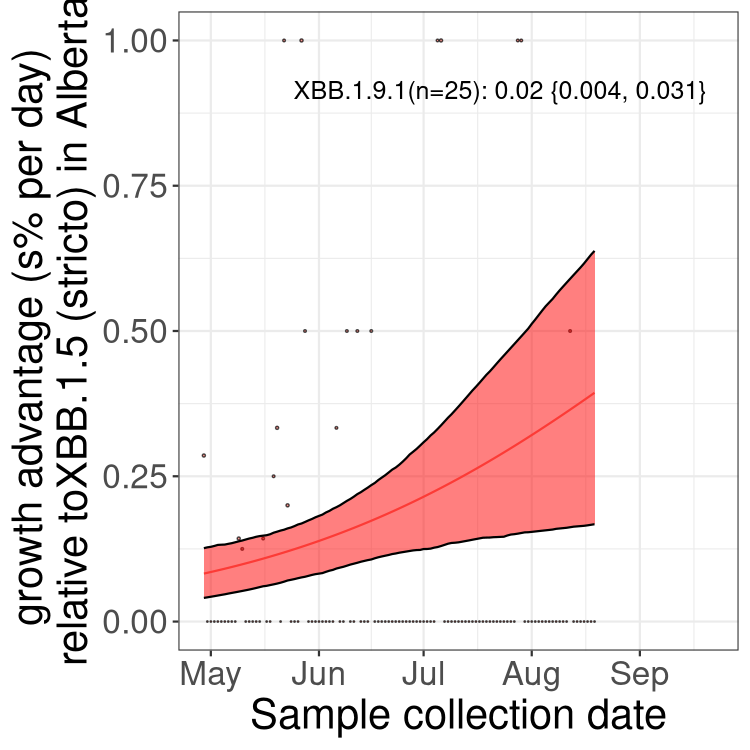 growth advantage (s% per day)
relative toXBB.1.5 (stricto) in Alberta
1.00
0.75
0.50
0.25
0.00
XBB.1.9.1(n=25): 0.02 {0.004, 0.031}
May Jun Jul Aug Sep
Sample collection date